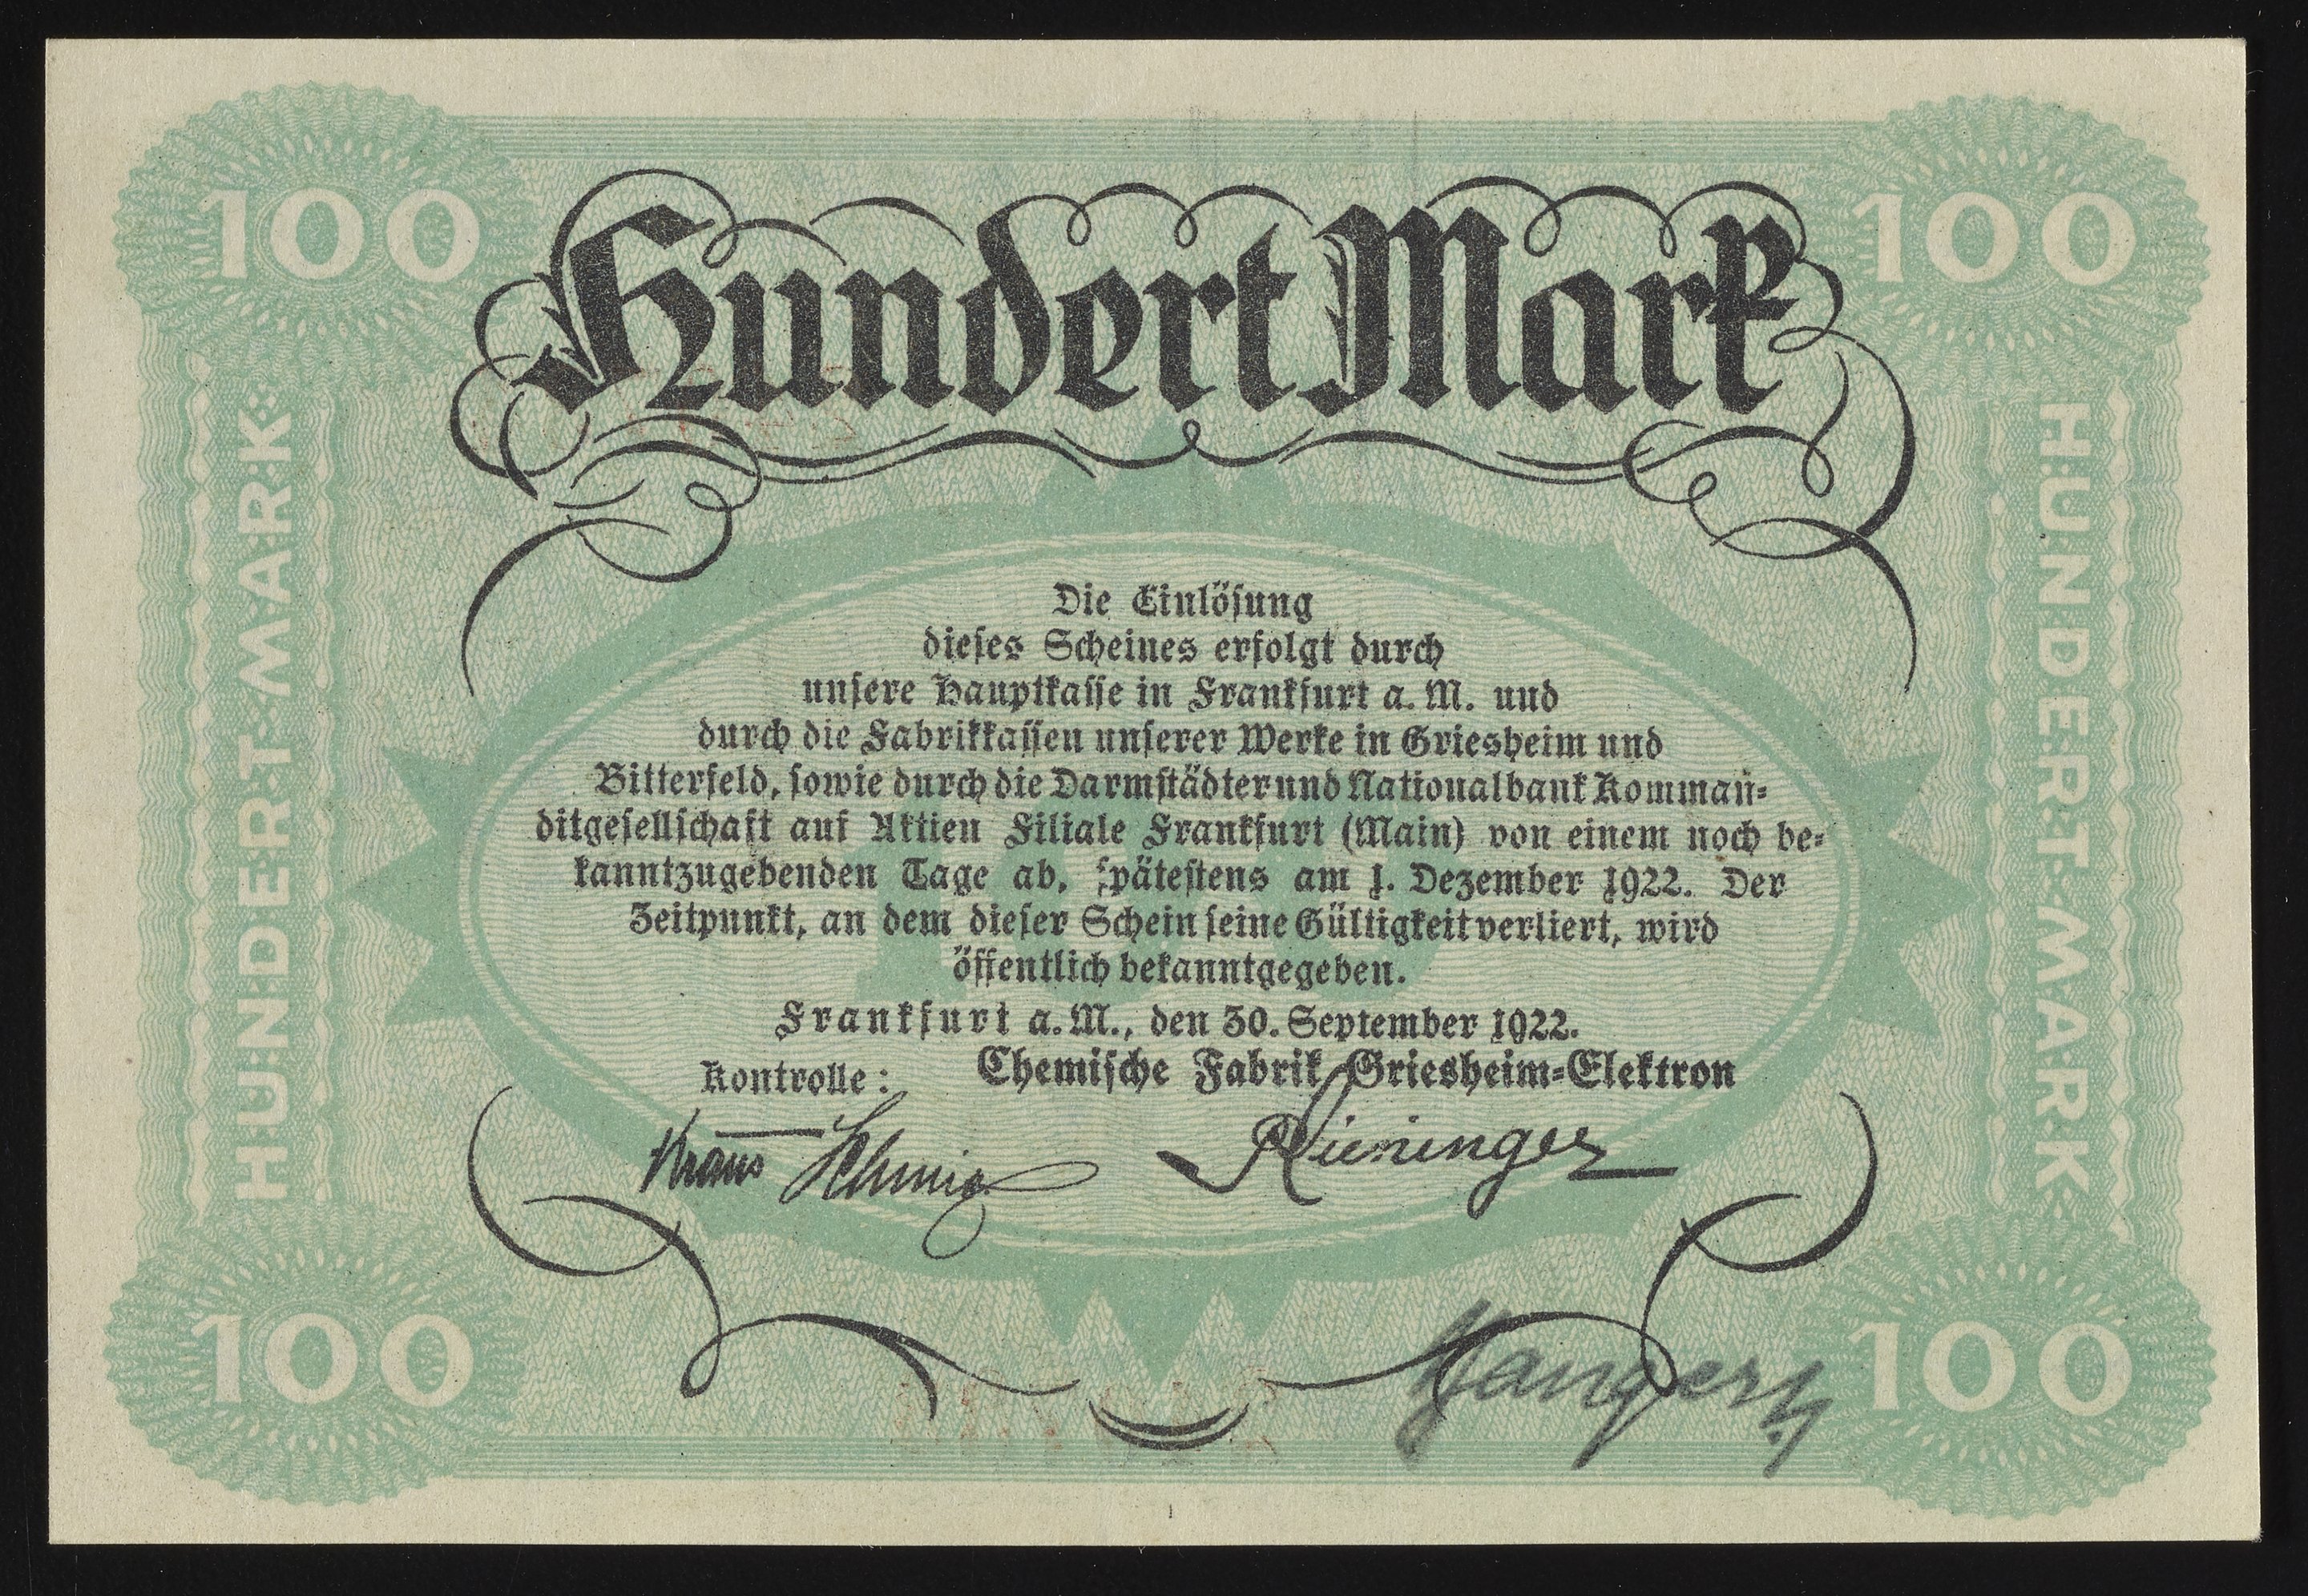 100
100
Hundert Mark
HUNDERT MARK
HUNDERT MARK
Die Einlösung
dieses Scheines erfolgt durch
unsere Hauptkasse in Frankfurt a. M. und
durch die Fabrikkassen unserer Werke in Griesheim und
Bitterfeld, sowie durch die Darmstädter und Nationalbank Komman-
ditgesellschaft auf Aktien Filiale Frankfurt (Main) von einem noch be-
kanntzugebenden Tage ab, spätestens am 1. Dezember 1922. Der
Zeitpunkt, an dem dieser Schein seine Gültigkeit verliert, wird
öffentlich bekanntgegeben.
Frankfurt a. M., den 30. September 1922.
Kontrolle: Chemische Fabrik Griesheim-Elektron
Kraus
100
100